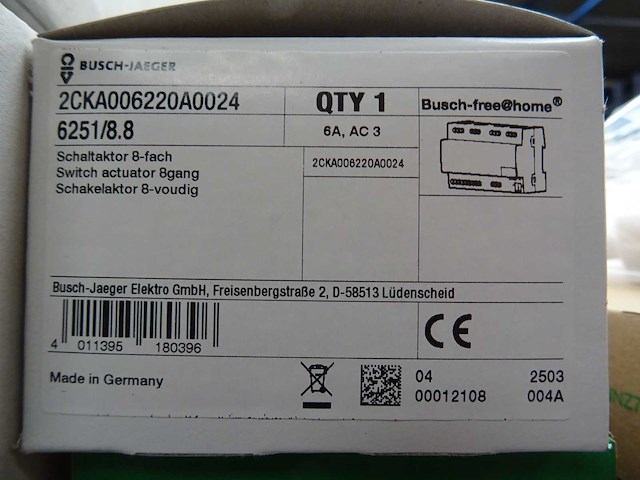 BUSCH-JAEGER
2CKA006220A0024
QTY 1
Busch-free@home®
6251/8.8
6A, AC 3
Schaltaktor 8-fach
2CKA006220A0024
Switch actuator 8gang
Schakelaktor 8-voudig
Busch-Jaeger Elektro GmbH, Freisenbergstraße 2, D-58513 Lüdenscheid
4 011395 180396
CE
Made in Germany
04 2503
00012108 004A